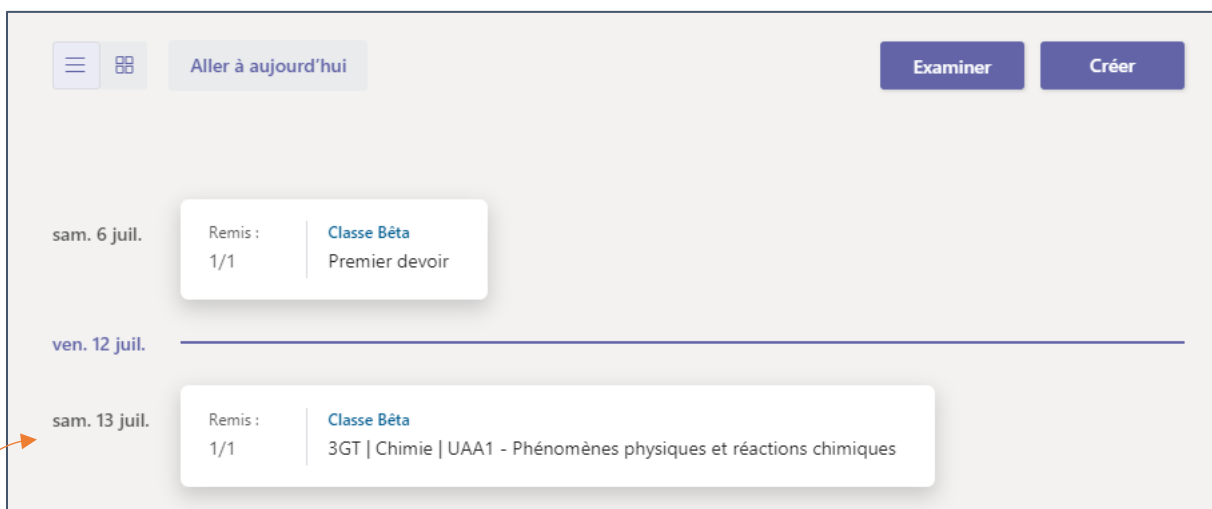 Aller à aujourd'hui
Examiner
Créer
sam. 6 juil.
Remis :
1/1
Classe Bêta
Premier devoir
ven. 12 juil.
sam. 13 juil.
Remis :
1/1
Classe Bêta
3GT | Chimie | UAA1 - Phénomènes physiques et réactions chimiques